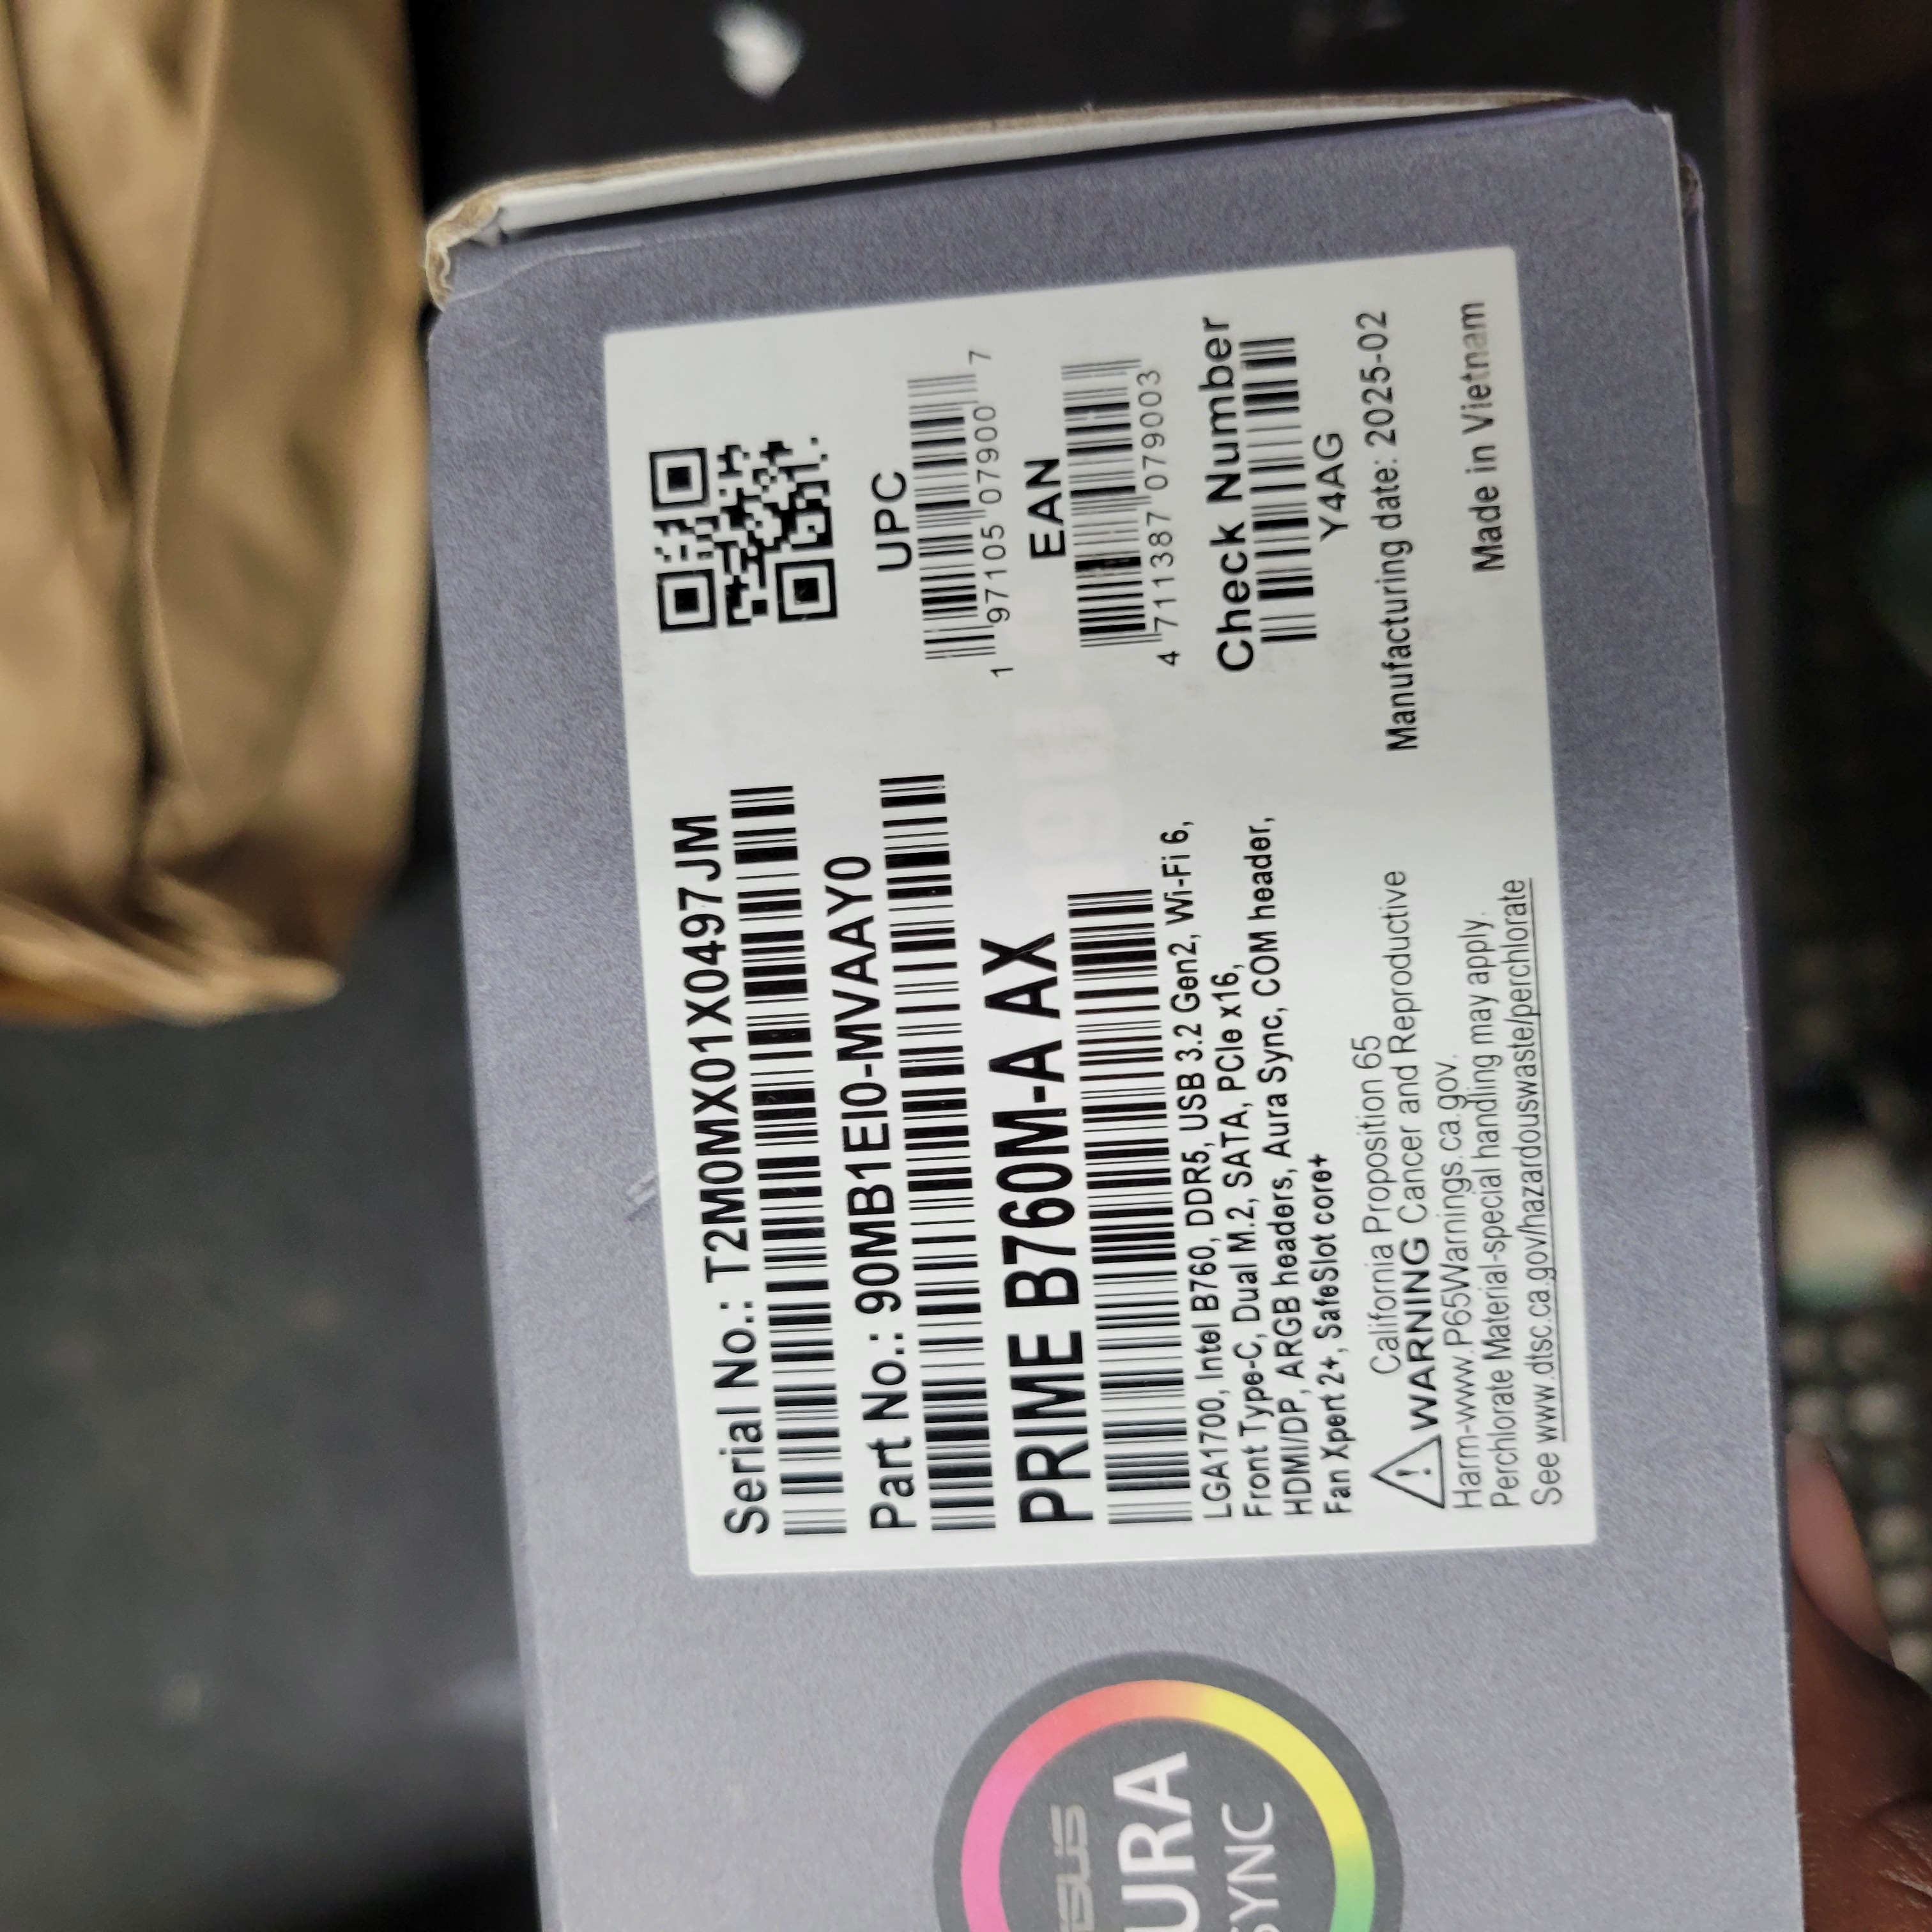 Serial No.: T2M0MX01X0497JM
Part No.: 90MB1EI0-MVAAY0
PRIME B760M-A AX
LGA1700, Intel B760, DDR5, USB 3.2 Gen2, Wi-Fi 6,
Front Type-C, Dual M.2, SATA, PCIe x16,
HDMI/DP, ARGB headers, Aura Sync, COM header,
Fan Xpert 2+, SafeSlot core+
California Proposition 65
WARNING Cancer and Reproductive
Harm-www.P65Warnings.ca.gov.
Perchlorate Material-special handling may apply.
See www.dtsc.ca.gov/hazardouswaste/perchlorate
UPC
1 97105 07900 7
EAN
4 711387 079003
Check Number
Y4AG
Manufacturing date: 2025-02
Made in Vietnam
ASUS
URA
SYNC